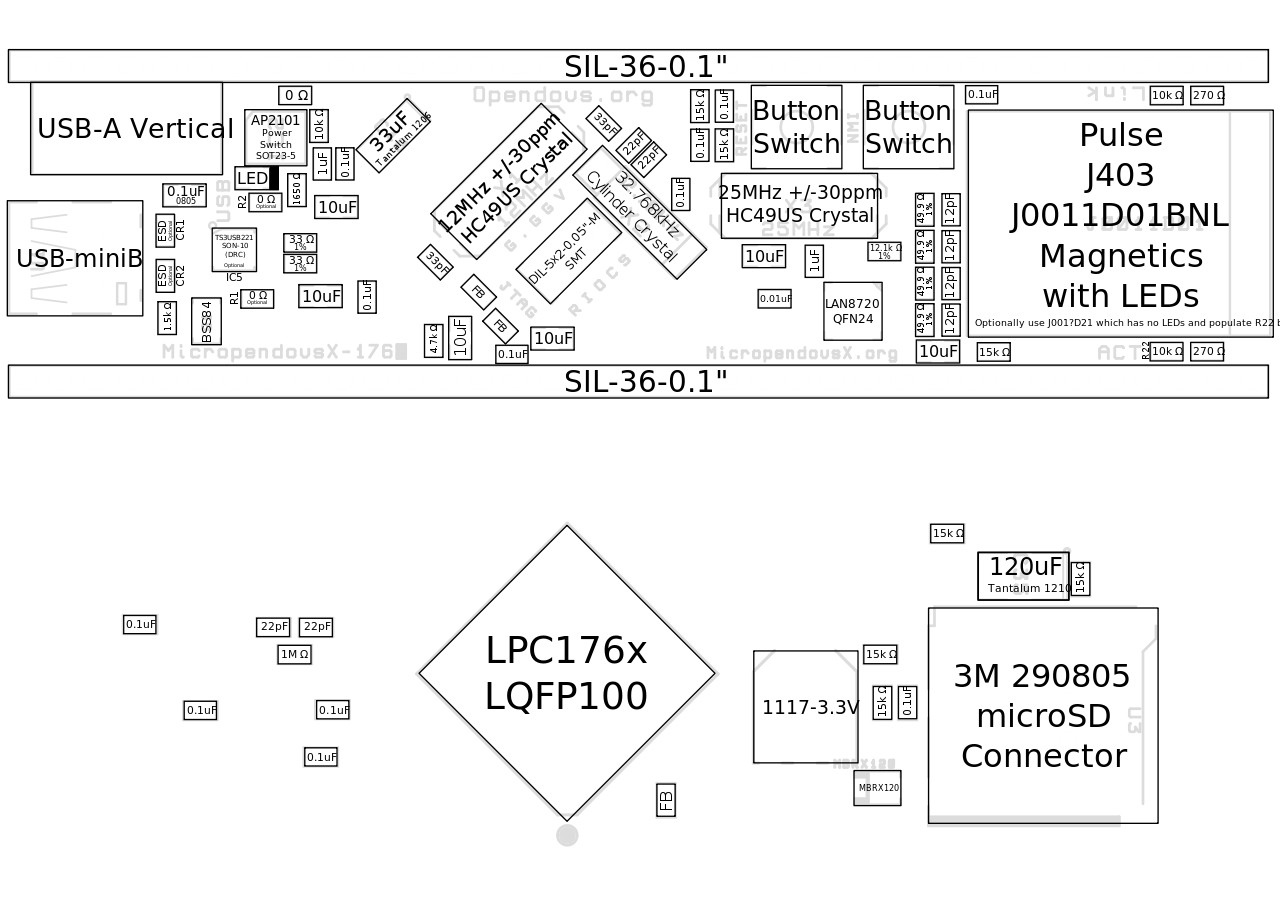 SIL-36-0.1"
USB-A Vertical
0 Ω
AP2101
Power
Switch
SOT23-5
10k Ω
33uF
Tantalum 1206
Opendous.org
12MHz +/-30ppm
HC49US Crystal
33pF
22pF
22pF
15k Ω
0.1uF
0.1uF
15k Ω
RESET
Button
Switch
NMI
Button
Switch
0.1uF
Link
10k Ω
270 Ω
LED
1uF
0.1uF
0.1uF
0805
USB
R2
0 Ω
Optional
1650 Ω
10uF
32.768kHz
Cylinder Crystal
0.1uF
25MHz +/-30ppm
HC49US Crystal
25MHz
Pulse
J403
J0011D01BNL
Magnetics
with LEDs
Optionally use J001?D21 which has no LEDs and populate R22 b
USB-miniB
ESD
Optional
CR1
ESD
Optional
CR2
TS3USB221
SON-10
(DRC)
Optional
IC5
33 Ω
1%
33 Ω
1%
DIL-5x2-0.05"-M
SMT
JTAG
33pF
FB
FB
10uF
1uF
12.1k Ω
1%
49.9
1%
12pF
49.9
1%
12pF
49.9
1%
12pF
49.9
1%
12pF
1.5k Ω
BSS84
R1
0 Ω
Optional
10uF
0.1uF
0.01uF
LAN8720
QFN24
4.7k Ω
10uF
0.1uF
10uF
MicropendousX-176
MicropendousX.org
10uF
15k Ω
ACT
R22
10k Ω
270 Ω
SIL-36-0.1"
15k Ω
120uF
Tantalum 1210
15k Ω
0.1uF
22pF
22pF
1M Ω
0.1uF
0.1uF
0.1uF
LPC176x
LQFP100
FB
1117-3.3V
15k Ω
15k Ω
0.1uF
MBRX120
MBRX120
3M 290805
microSD
Connector
U3